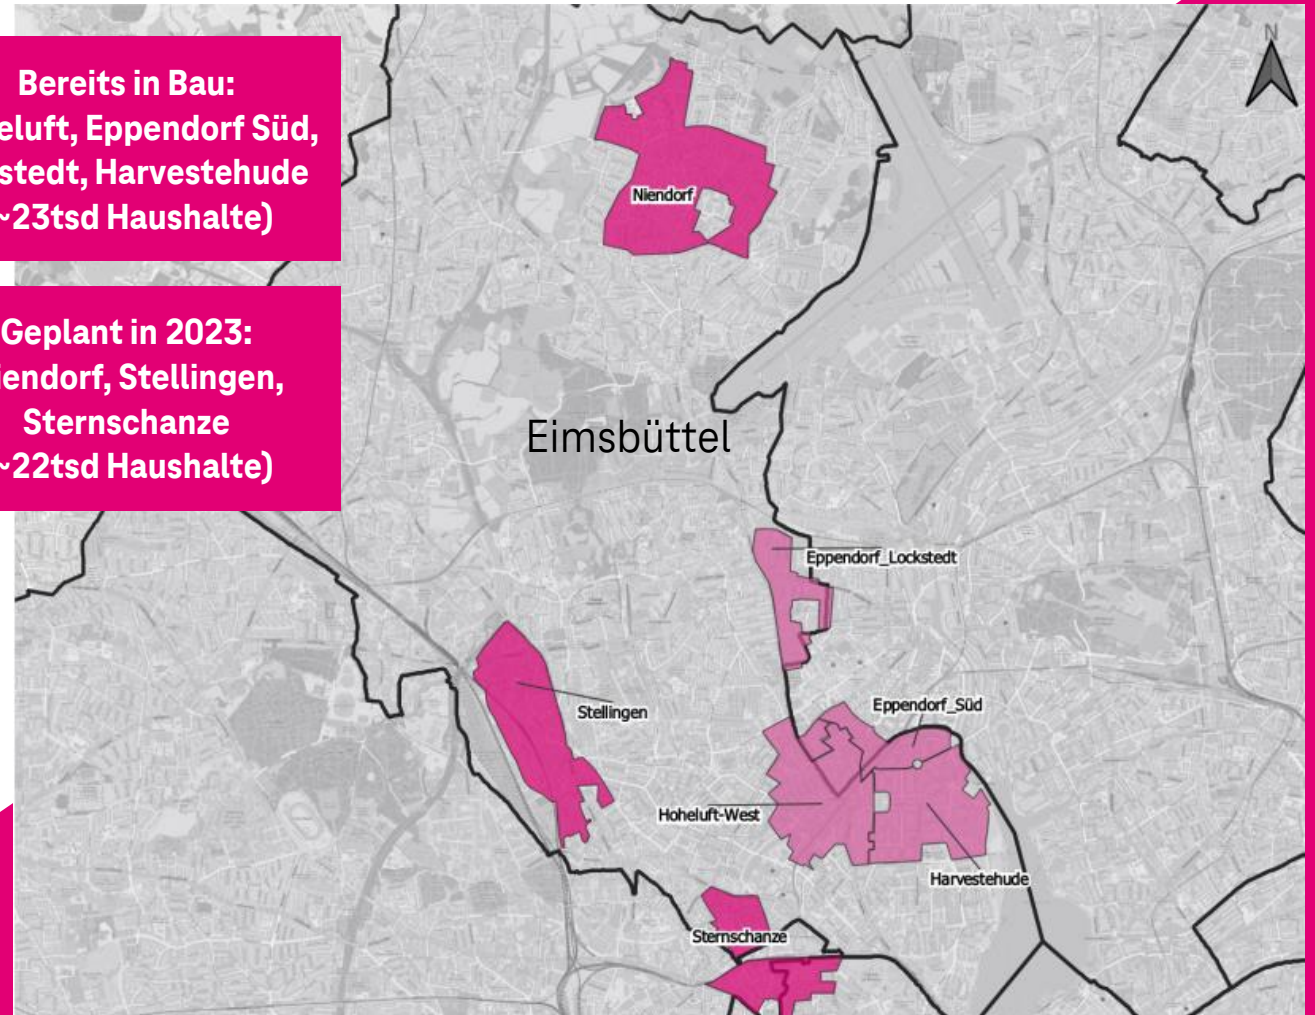 Bereits in Bau:
eluft, Eppendorf Süd,
stedt, Harvestehude
~23tsd Haushalte)
Geplant in 2023:
iendorf, Stellingen,
Sternschanze
~22tsd Haushalte)
N
Niendorf
Eimsbüttel
Eppendorf_Lockstedt
Stellingen
Eppendorf_Süd
Hoheluft-West
Harvestehude
Sternschanze